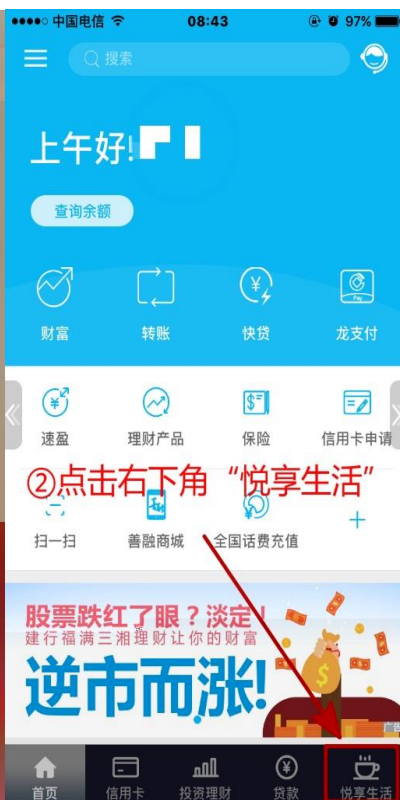 中国电信 08:43 97%
搜索
上午好!
查询余额
财富 转账 快贷 龙支付
Pay
速盈 理财产品 保险 信用卡申请
②点击右下角“悦享生活”
扫一扫 善融商城 全国话费充值
股票跌红了眼？淡定！
建行福满三湘理财让你的财富
逆市而涨!
广告
首页 信用卡 投资理财 贷款 悦享生活